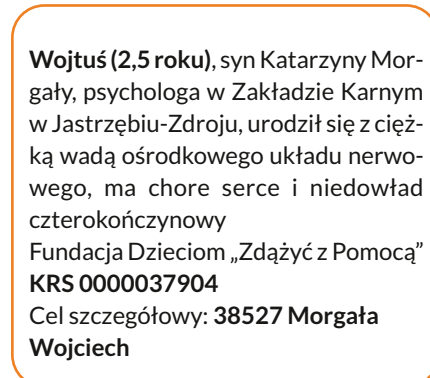 Wojtuś (2,5 roku), syn Katarzyny Mor-
gały, psychologa w Zakładzie Karnym
w Jastrzębiu-Zdroju, urodził się z cięż-
ką wadą ośrodkowego układu nerwo-
wego, ma chore serce i niedowład
czterokończynowy
Fundacja Dzieciom „Zdążyć z Pomocą”
KRS 0000037904
Cel szczegółowy: 38527 Morgała
Wojciech